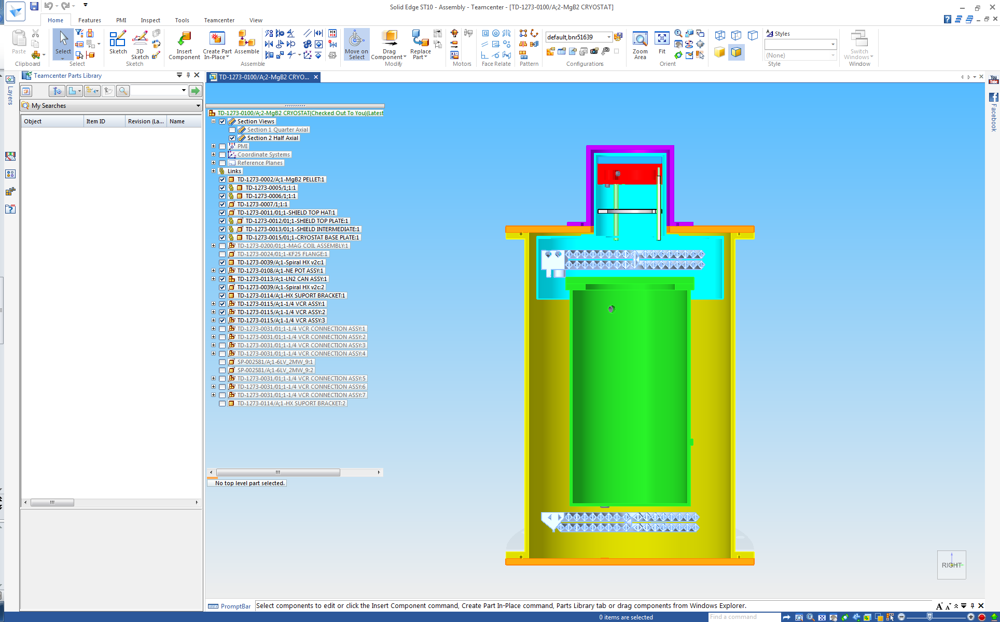 Solid Edge ST10 - Assembly - Teamcenter - [TD-1273-0100/A;2-MgB2 CRYOSTAT]
Home Features PMI Inspect Tools Teamcenter View
Paste
Clipboard
Select
Select
Sketch
3D Sketch
Sketch
Insert Component
Create Part In-Place
Assemble
Assemble
Move on Select
Drag Component
Replace Part
Modify
Motors
Face Relate
Pattern
default,bnr51639
Configurations
Zoom Area
Fit
Orient
Styles
(None)
Style
Switch Windows
Window
Layers
Teamcenter Parts Library
My Searches
Object Item ID Revision (La... Name
TD-1273-0100/A;2-MgB2 CRYO...
TD-1273-0100/A;2-MgB2 CRYOSTAT(Checked Out To You)(Latest
Section Views
Section 1 Quarter Axial
Section 2 Half Axial
PMI
Coordinate Systems
Reference Planes
Links
TD-1273-0002/A;1-MgB2 PELLET:1
TD-1273-0005/1;1:1
TD-1273-0006/1;1:1
TD-1273-0007/1;1:1
TD-1273-0011/01;1-SHIELD TOP HAT:1
TD-1273-0012/01;1-SHIELD TOP PLATE:1
TD-1273-0013/01;1-SHIELD INTERMEDIATE:1
TD-1273-0015/01;1-CRYOSTAT BASE PLATE:1
TD-1273-0200/01;1-MAG COIL ASSEMBLY:1
TD-1273-0024/01;1-KF25 FLANGE:1
TD-1273-0039/A;1-Spiral HX v2c:1
TD-1273-0108/A;1-NE POT ASSY:1
TD-1273-0113/A;1-LN2 CAN ASSY:1
TD-1273-0039/A;1-Spiral HX v2c:2
TD-1273-0114/A;1-HX SUPORT BRACKET:1
TD-1273-0115/A;1-1/4 VCR ASSY:1
TD-1273-0115/A;1-1/4 VCR ASSY:2
TD-1273-0115/A;1-1/4 VCR ASSY:3
TD-1273-0031/01;1-1/4 VCR CONNECTION ASSY:1
TD-1273-0031/01;1-1/4 VCR CONNECTION ASSY:2
TD-1273-0031/01;1-1/4 VCR CONNECTION ASSY:3
TD-1273-0031/01;1-1/4 VCR CONNECTION ASSY:4
SP-002581/A;1-6LV_2MW_9:1
SP-002581/A;1-6LV_2MW_9:2
TD-1273-0031/01;1-1/4 VCR CONNECTION ASSY:5
TD-1273-0031/01;1-1/4 VCR CONNECTION ASSY:6
TD-1273-0031/01;1-1/4 VCR CONNECTION ASSY:7
TD-1273-0114/A;1-HX SUPORT BRACKET:2
No top level part selected.
RIGHT
You Tube
Facebook
PromptBar
Select components to edit or click the Insert Component command, Create Part In-Place command, Parts Library tab or drag components from Windows Explorer.
0 items are selected
Find a command